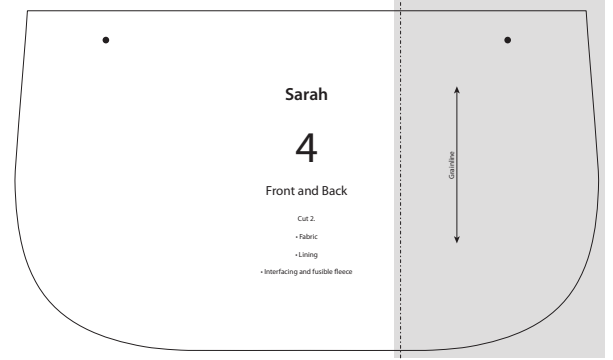 Sarah
4
Front and Back
Cut 2.
• Fabric
• Lining
• Interfacing and fusible fleece
Grainline